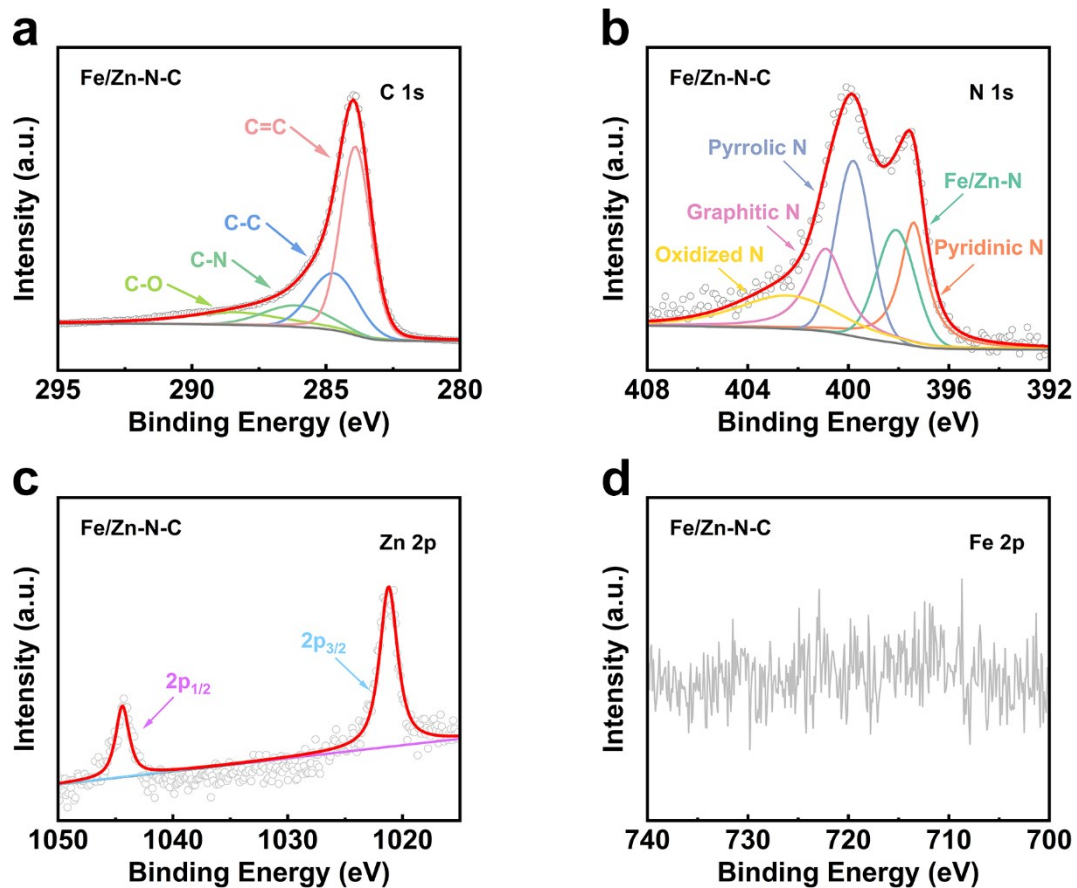 a
Fe/Zn-N-C
C 1s
C=C
C-C
C-N
C-O
Intensity (a.u.)
295 290 285 280
Binding Energy (eV)
b
Fe/Zn-N-C
N 1s
Pyrrolic N
Fe/Zn-N
Graphitic N
Oxidized N
Pyridinic N
Intensity (a.u.)
408 404 400 396 392
Binding Energy (eV)
c
Fe/Zn-N-C
Zn 2p
2p3/2
2p1/2
Intensity (a.u.)
1050 1040 1030 1020
Binding Energy (eV)
d
Fe/Zn-N-C
Fe 2p
Intensity (a.u.)
740 730 720 710 700
Binding Energy (eV)